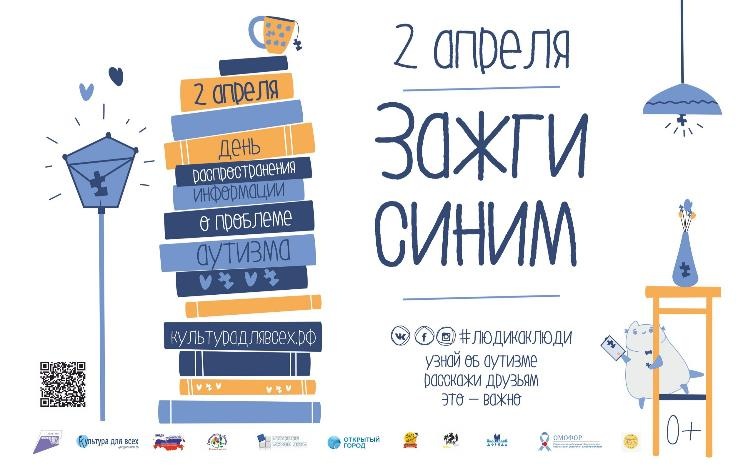 2 апреля
день
распространения
информации
о проблеме
аутизма
культурадлявсех.рф
2 апреля
Зажги
синим
#людикаклюди
узнай об аутизме
расскажи друзьям
это – важно
0+
Культура для всех
ОТКРЫТЫЙ
ГОРОД
ОМОФОР